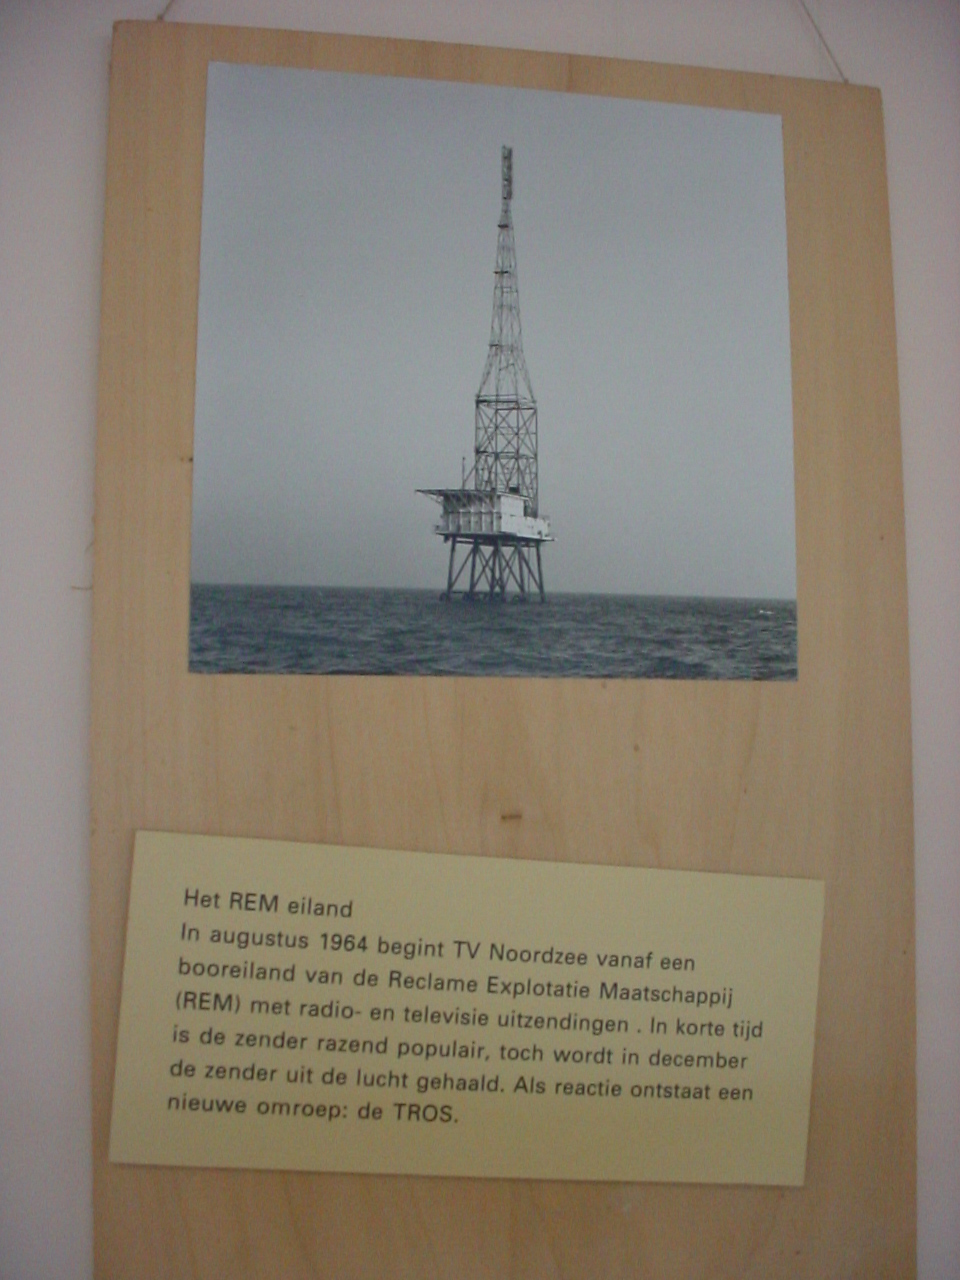 Het REM eiland
In augustus 1964 begint TV Noordzee vanaf een
booreiland van de Reclame Explotatie Maatschappij
(REM) met radio- en televisie uitzendingen . In korte tijd
is de zender razend populair, toch wordt in december
de zender uit de lucht gehaald. Als reactie ontstaat een
nieuwe omroep: de TROS.